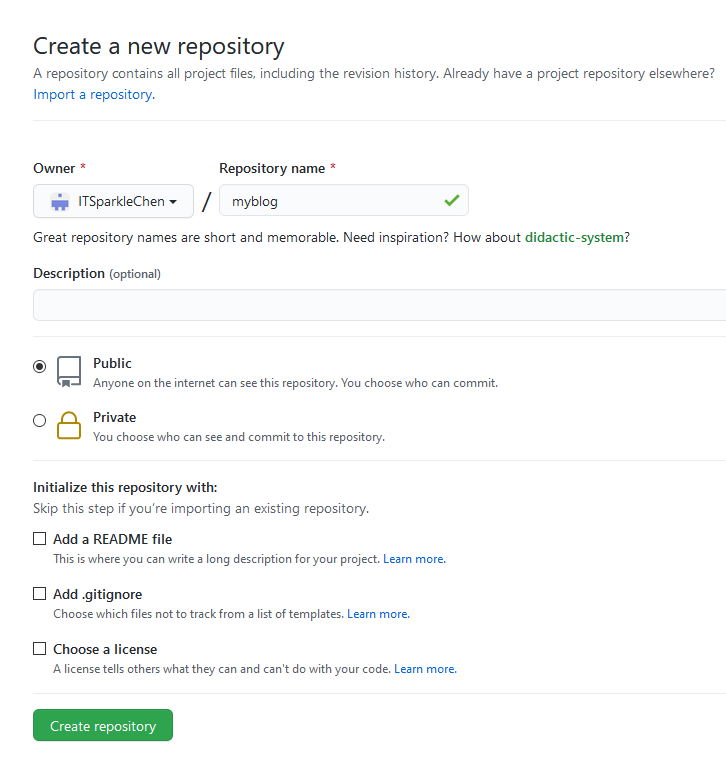 Create a new repository
A repository contains all project files, including the revision history. Already have a project repository elsewhere?
Import a repository.
Owner * Repository name *
ITSparkleChen / myblog
Great repository names are short and memorable. Need inspiration? How about didactic-system?
Description (optional)
Public
Anyone on the internet can see this repository. You choose who can commit.
Private
You choose who can see and commit to this repository.
Initialize this repository with:
Skip this step if you're importing an existing repository.
Add a README file
This is where you can write a long description for your project. Learn more.
Add .gitignore
Choose which files not to track from a list of templates. Learn more.
Choose a license
A license tells others what they can and can't do with your code. Learn more.
Create repository